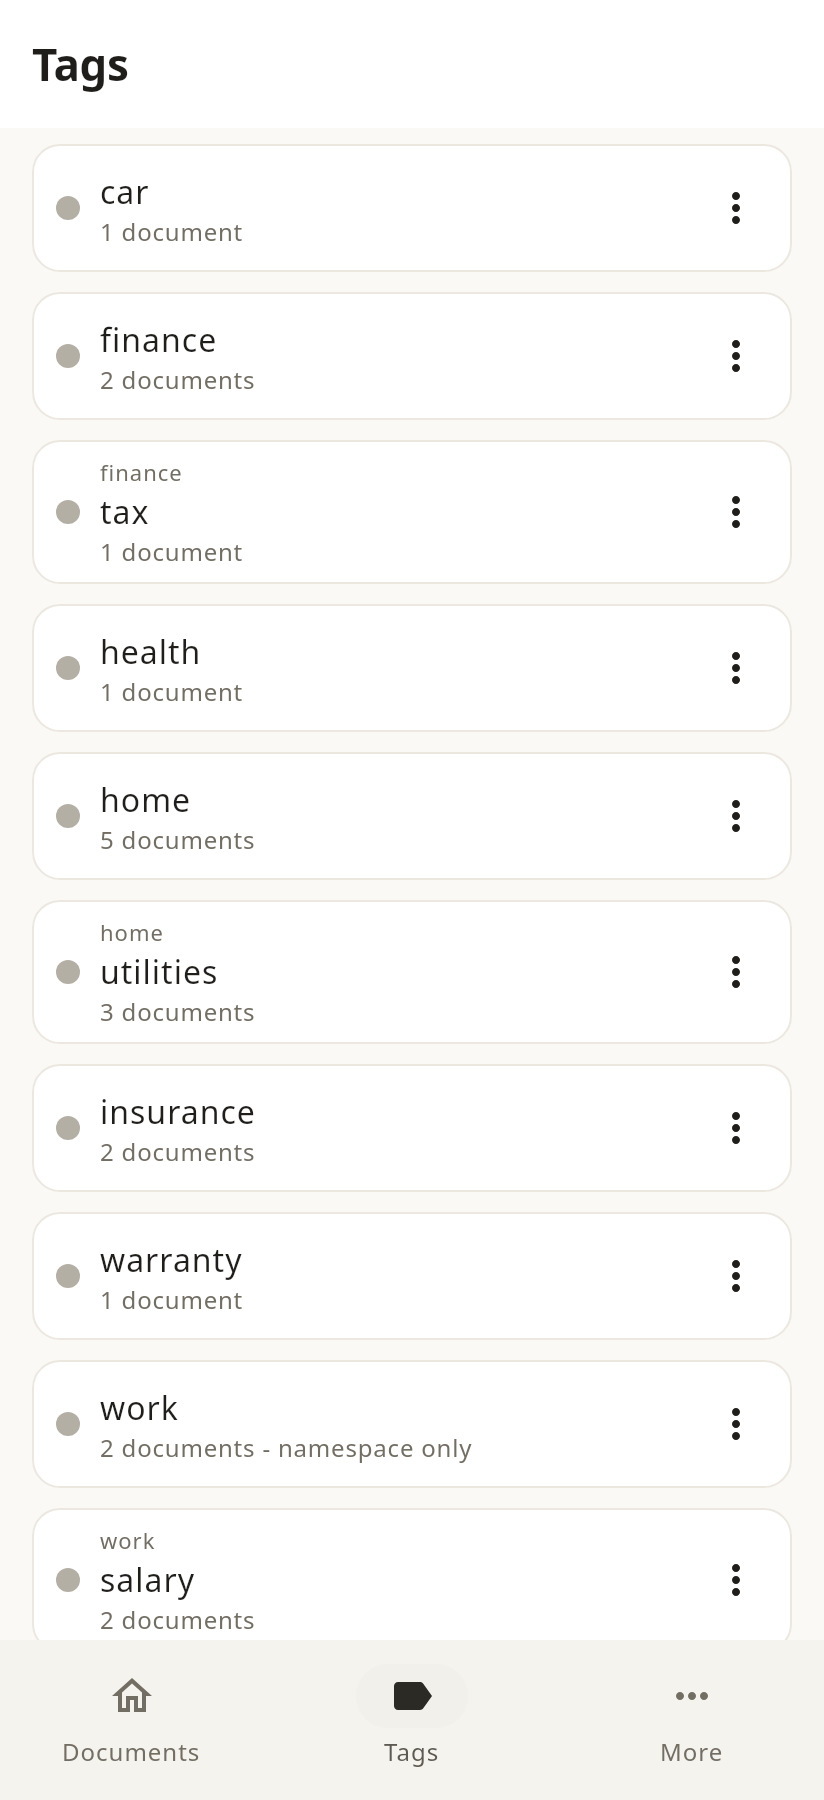 Tags
car
1 document
finance
2 documents
finance
tax
1 document
health
1 document
home
5 documents
home
utilities
3 documents
insurance
2 documents
warranty
1 document
work
2 documents - namespace only
work
salary
2 documents
Documents
Tags
More